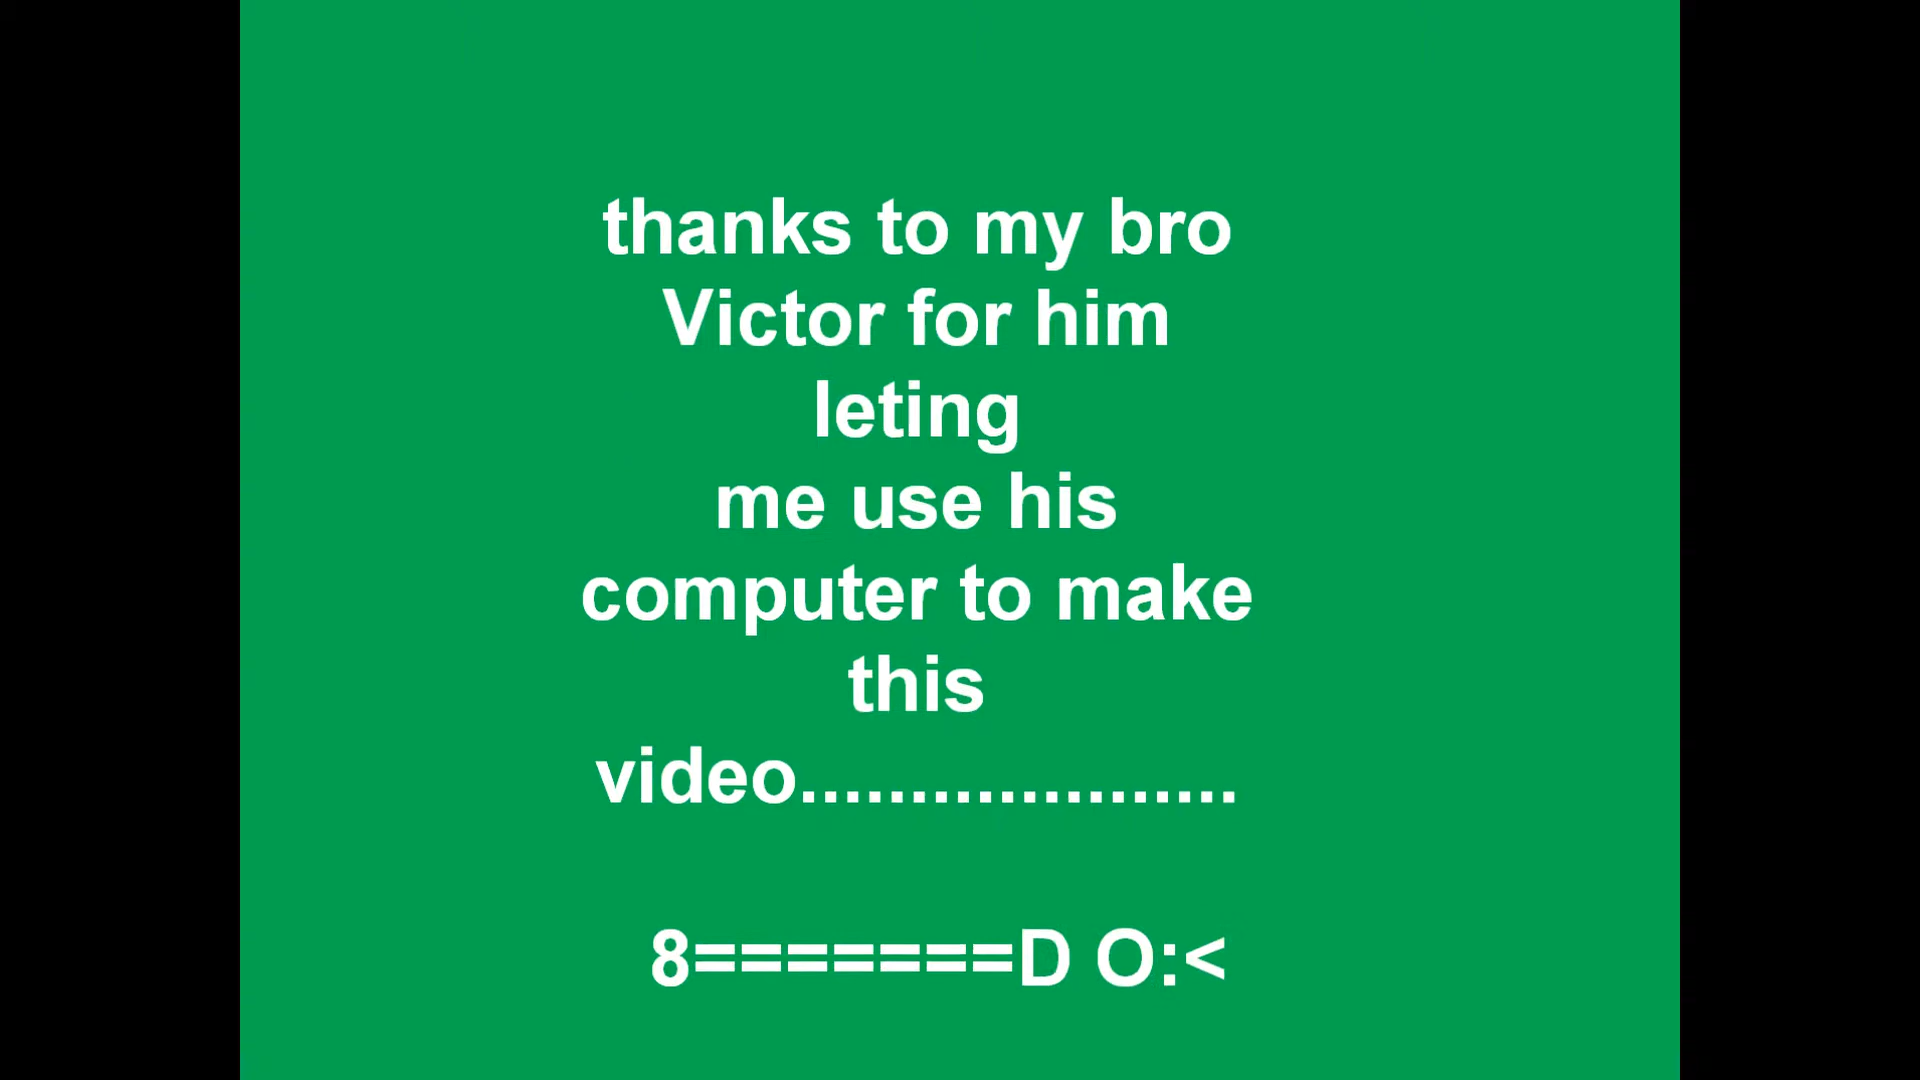 thanks to my bro
Victor for him
leting
me use his
computer to make
this
video....................
8=======D O:<